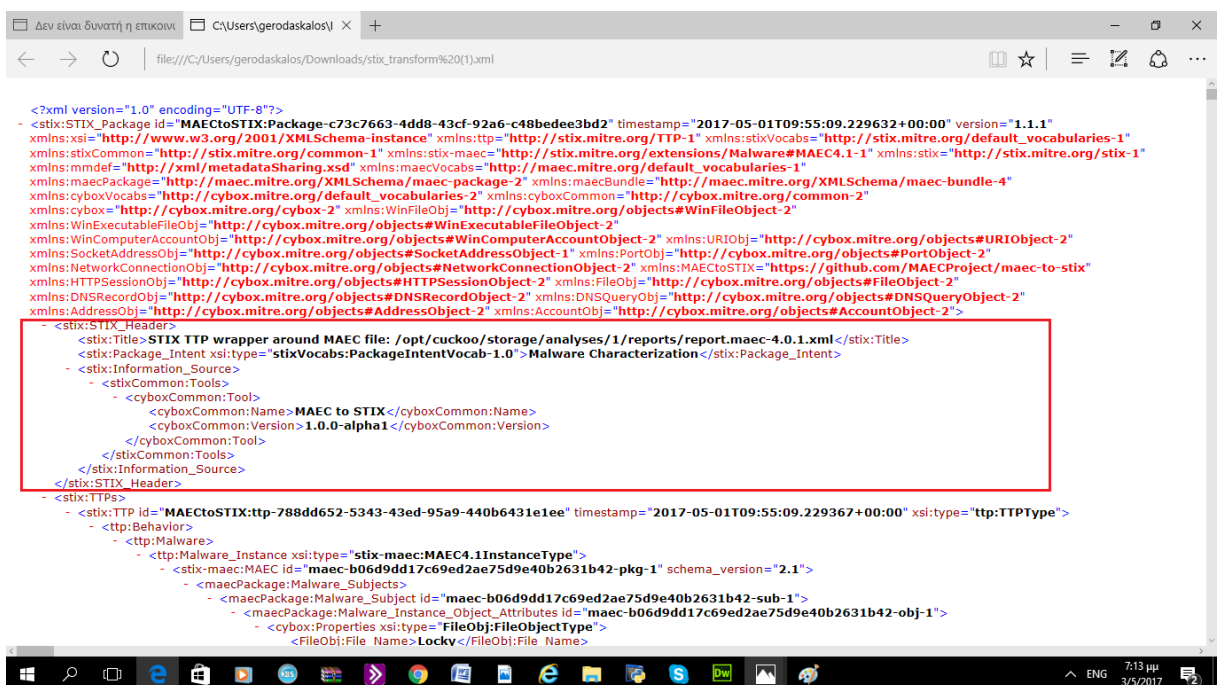 Δεν είναι δυνατή η επικοινι
C:\Users\gerodaskalos\I
file:///C:/Users/gerodaskalos/Downloads/stix_transform%20(1).xml
<?xml version="1.0" encoding="UTF-8"?>
- <stix:STIX_Package id="MAECtoSTIX:Package-c73c7663-4dd8-43cf-92a6-c48bedee3bd2" timestamp="2017-05-01T09:55:09.229632+00:00" version="1.1.1"
xmlns:xsi="http://www.w3.org/2001/XMLSchema-instance" xmlns:ttp="http://stix.mitre.org/TTP-1" xmlns:stixVocabs="http://stix.mitre.org/default_vocabularies-1"
xmlns:stixCommon="http://stix.mitre.org/common-1" xmlns:stix-maec="http://stix.mitre.org/extensions/Malware#MAEC4.1-1" xmlns:stix="http://stix.mitre.org/stix-1"
xmlns:mmdef="http://xml/metadataSharing.xsd" xmlns:maecVocabs="http://maec.mitre.org/default_vocabularies-1"
xmlns:maecPackage="http://maec.mitre.org/XMLSchema/maec-package-2" xmlns:maecBundle="http://maec.mitre.org/XMLSchema/maec-bundle-4"
xmlns:cyboxVocabs="http://cybox.mitre.org/default_vocabularies-2" xmlns:cyboxCommon="http://cybox.mitre.org/common-2"
xmlns:cybox="http://cybox.mitre.org/cybox-2" xmlns:WinFileObj="http://cybox.mitre.org/objects#WinFileObject-2"
xmlns:WinExecutableFileObj="http://cybox.mitre.org/objects#WinExecutableFileObject-2"
xmlns:WinComputerAccountObj="http://cybox.mitre.org/objects#WinComputerAccountObject-2" xmlns:URIObj="http://cybox.mitre.org/objects#URIObject-2"
xmlns:SocketAddressObj="http://cybox.mitre.org/objects#SocketAddressObject-1" xmlns:PortObj="http://cybox.mitre.org/objects#PortObject-2"
xmlns:NetworkConnectionObj="http://cybox.mitre.org/objects#NetworkConnectionObject-2" xmlns:MAECtoSTIX="https://github.com/MAECProject/maec-to-stix"
xmlns:HTTPSessionObj="http://cybox.mitre.org/objects#HTTPSessionObject-2" xmlns:FileObj="http://cybox.mitre.org/objects#FileObject-2"
xmlns:DNSRecordObj="http://cybox.mitre.org/objects#DNSRecordObject-2" xmlns:DNSQueryObj="http://cybox.mitre.org/objects#DNSQueryObject-2"
xmlns:AddressObj="http://cybox.mitre.org/objects#AddressObject-2" xmlns:AccountObj="http://cybox.mitre.org/objects#AccountObject-2">
- <stix:STIX_Header>
<stix:Title>STIX TTP wrapper around MAEC file: /opt/cuckoo/storage/analyses/1/reports/report.maec-4.0.1.xml</stix:Title>
<stix:Package_Intent xsi:type="stixVocabs:PackageIntentVocab-1.0">Malware Characterization</stix:Package_Intent>
- <stix:Information_Source>
- <stixCommon:Tools>
- <cyboxCommon:Tool>
<cyboxCommon:Name>MAEC to STIX</cyboxCommon:Name>
<cyboxCommon:Version>1.0.0-alpha1</cyboxCommon:Version>
</cyboxCommon:Tool>
</stixCommon:Tools>
</stix:Information_Source>
</stix:STIX_Header>
- <stix:TTPs>
- <stix:TTP id="MAECtoSTIX:ttp-788dd652-5343-43ed-95a9-440b6431e1ee" timestamp="2017-05-01T09:55:09.229367+00:00" xsi:type="ttp:TTPType">
- <ttp:Behavior>
- <ttp:Malware>
- <ttp:Malware_Instance xsi:type="stix-maec:MAEC4.1InstanceType">
- <stix-maec:MAEC id="maec-b06d9dd17c69ed2ae75d9e40b2631b42-pkg-1" schema_version="2.1">
- <maecPackage:Malware_Subjects>
- <maecPackage:Malware_Subject id="maec-b06d9dd17c69ed2ae75d9e40b2631b42-sub-1">
- <maecPackage:Malware_Instance_Object_Attributes id="maec-b06d9dd17c69ed2ae75d9e40b2631b42-obj-1">
- <cybox:Properties xsi:type="FileObj:FileObjectType">
<FileObj:File_Name>Locky</FileObj:File_Name>
KBS
Dw
ENG
7:13 μμ
3/5/2017
2